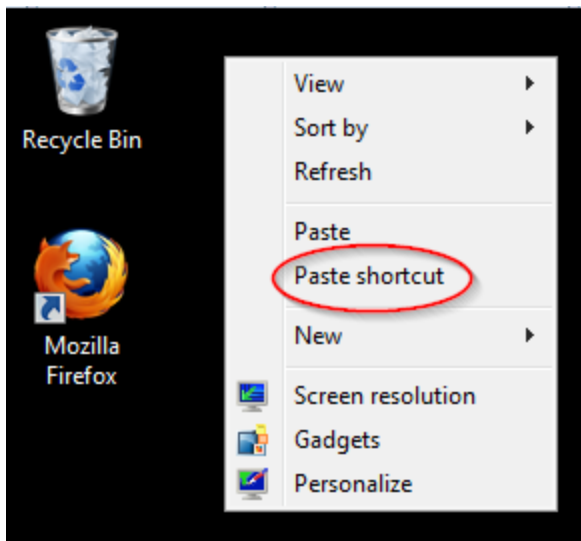 Recycle Bin
Mozilla
Firefox
View
Sort by
Refresh
Paste
Paste shortcut
New
Screen resolution
Gadgets
Personalize